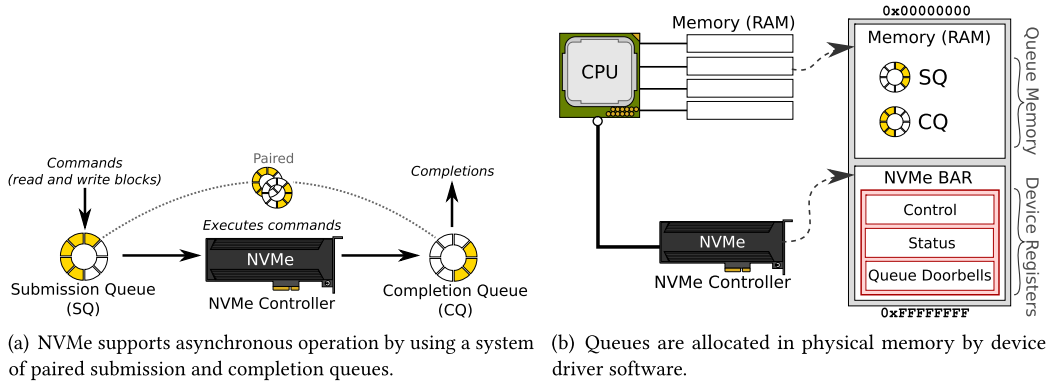 Commands
(read and write blocks)
Paired
Completions
Executes commands
NVMe
Submission Queue
(SQ)
NVMe Controller
Completion Queue
(CQ)
(a) NVMe supports asynchronous operation by using a system
of paired submission and completion queues.
Memory (RAM)
CPU
NVMe
NVMe Controller
0x00000000
Memory (RAM)
SQ
CQ
Queue Memory
NVMe BAR
Control
Status
Queue Doorbells
Device Registers
0xFFFFFFFF
(b) Queues are allocated in physical memory by device
driver software.